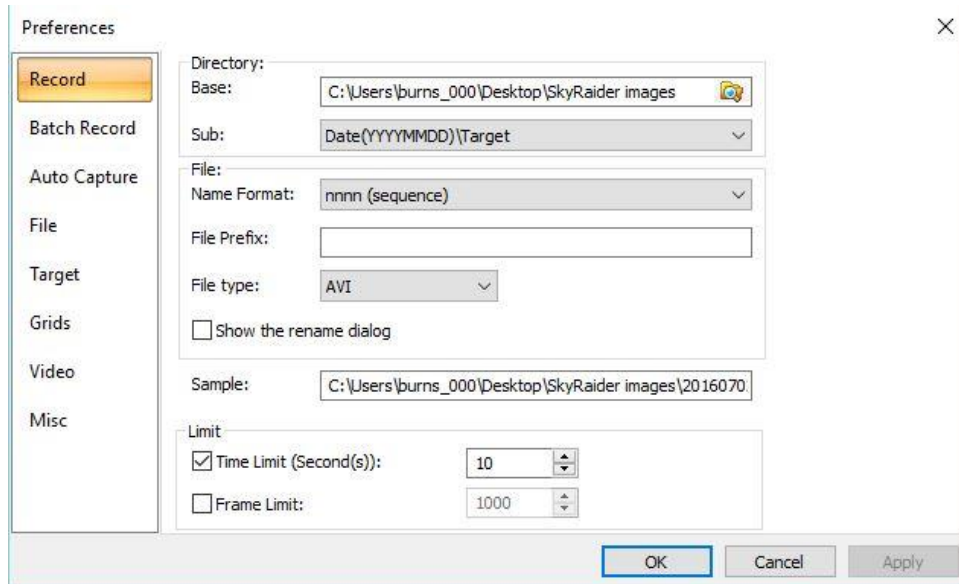 Preferences
Record
Batch Record
Auto Capture
File
Target
Grids
Video
Misc
Directory:
Base: C:\Users\burns_000\Desktop\SkyRaider images
Sub: Date(YYYYMMDD)\Target
File:
Name Format: nnnn (sequence)
File Prefix:
File type: AVI
Show the rename dialog
Sample: C:\Users\burns_000\Desktop\SkyRaider images\2016070
Limit
Time Limit (Second(s)): 10
Frame Limit: 1000
OK Cancel Apply